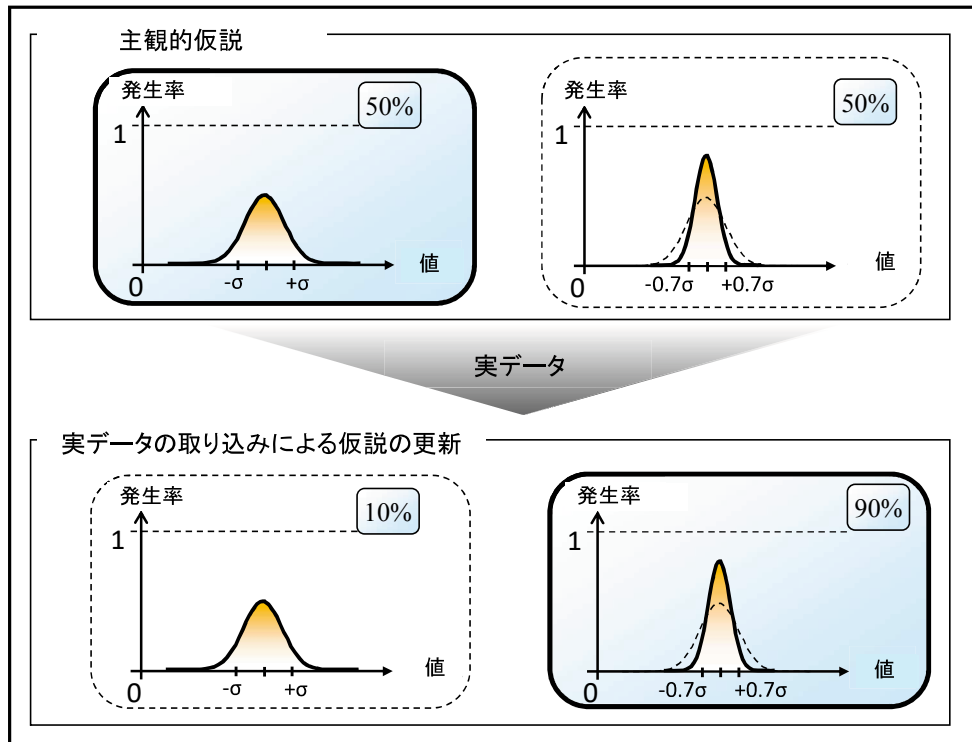 主観的仮説
発生率
50%
1
0
-σ
+σ
値
発生率
50%
1
0
-0.7σ
+0.7σ
値
実データ
実データの取り込みによる仮説の更新
発生率
10%
1
0
-σ
+σ
値
発生率
90%
1
0
-0.7σ
+0.7σ
値